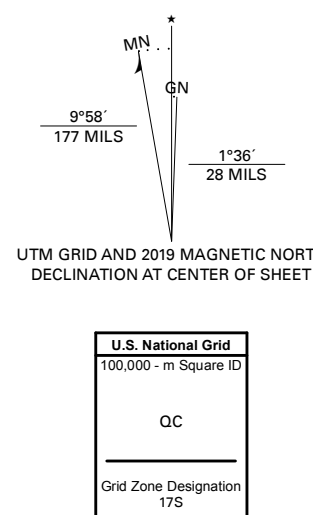 ★
MN
GN
9°58´
177 MILS
1°36´
28 MILS
UTM GRID AND 2019 MAGNETIC NORT
DECLINATION AT CENTER OF SHEET
U.S. National Grid
100,000 - m Square ID
QC
Grid Zone Designation
17S